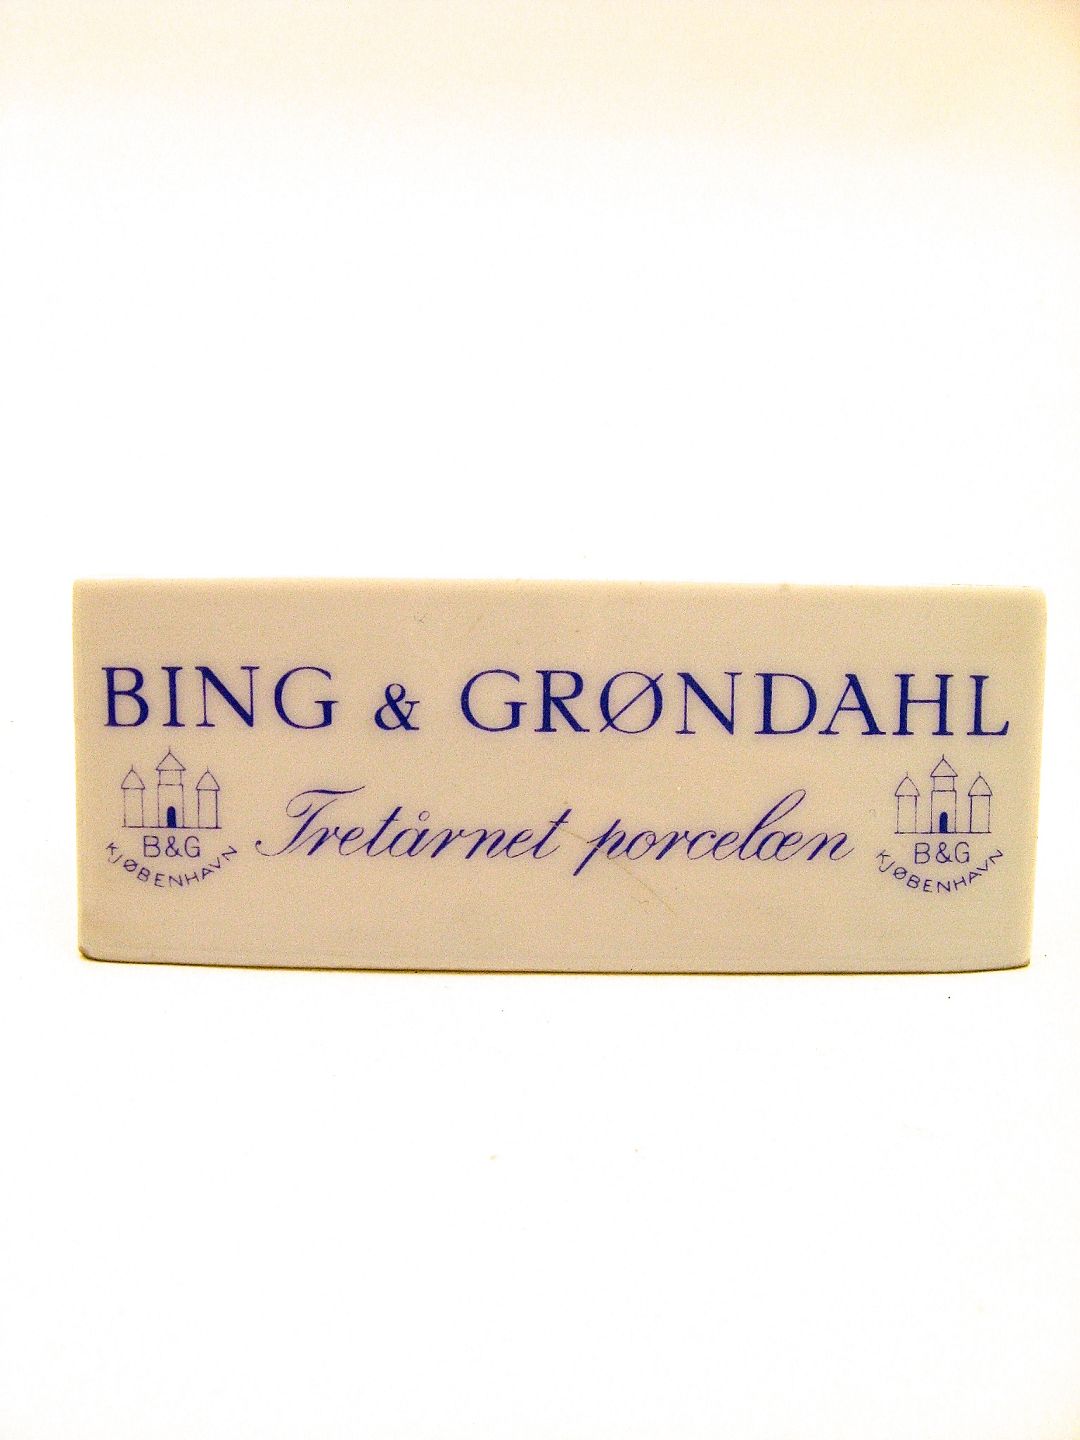 BING & GRØNDAHL
Tretårnet porcelæn
B&G
KJØBENHAVN
B&G
KJØBENHAVN